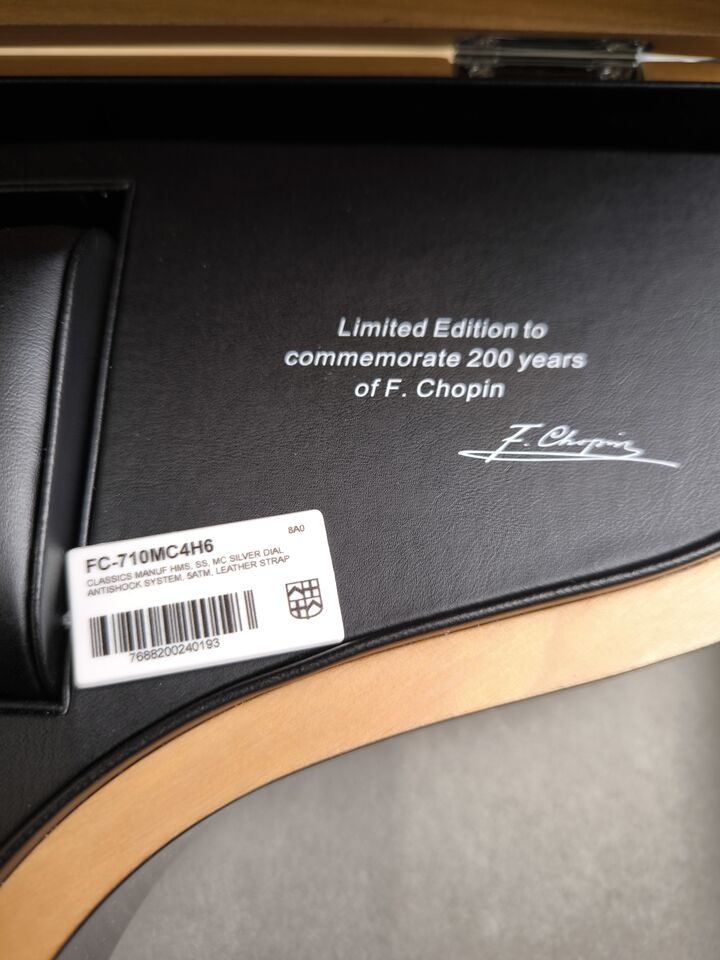 Limited Edition to
commemorate 200 years
of F. Chopin
F. Chopin
8A0
FC-710MC4H6
CLASSICS MANUF HMS, SS, MC SILVER DIAL
ANTISHOCK SYSTEM, 5ATM, LEATHER STRAP
7688200240193